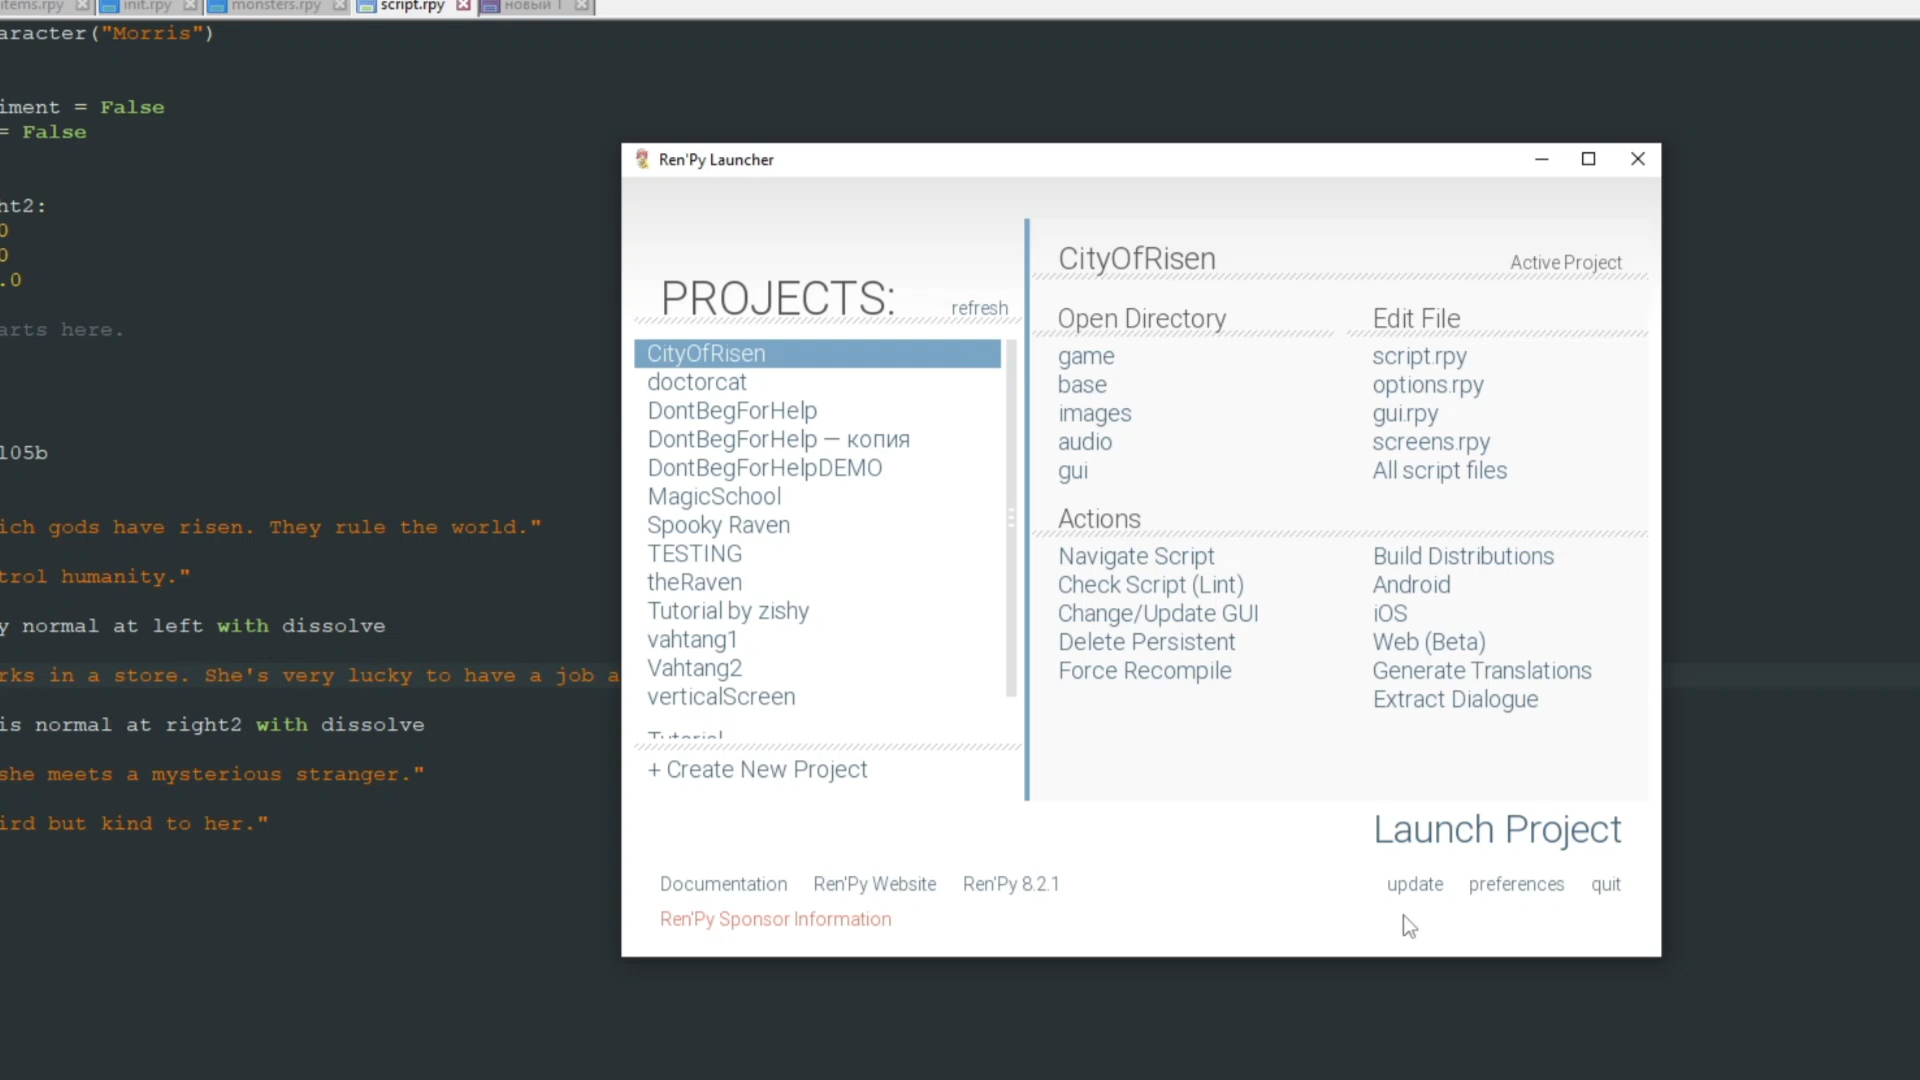 items.rpy init.rpy monsters.rpy script.rpy новый 1
aracter("Morris")
iment = False
= False
ht2:
0
0
.0
arts here.
105b
ich gods have risen. They rule the world."
trol humanity."
y normal at left with dissolve
rks in a store. She's very lucky to have a job a
is normal at right2 with dissolve
she meets a mysterious stranger."
ird but kind to her."
Ren'Py Launcher
PROJECTS:
refresh
CityOfRisen
doctorcat
DontBegForHelp
DontBegForHelp — копия
DontBegForHelpDEMO
MagicSchool
Spooky Raven
TESTING
theRaven
Tutorial by zishy
vahtang1
Vahtang2
verticalScreen
Tutorial
+ Create New Project
CityOfRisen
Active Project
Open Directory
game
base
images
audio
gui
Edit File
script.rpy
options.rpy
gui.rpy
screens.rpy
All script files
Actions
Navigate Script
Check Script (Lint)
Change/Update GUI
Delete Persistent
Force Recompile
Build Distributions
Android
iOS
Web (Beta)
Generate Translations
Extract Dialogue
Launch Project
Documentation Ren'Py Website Ren'Py 8.2.1
update preferences quit
Ren'Py Sponsor Information